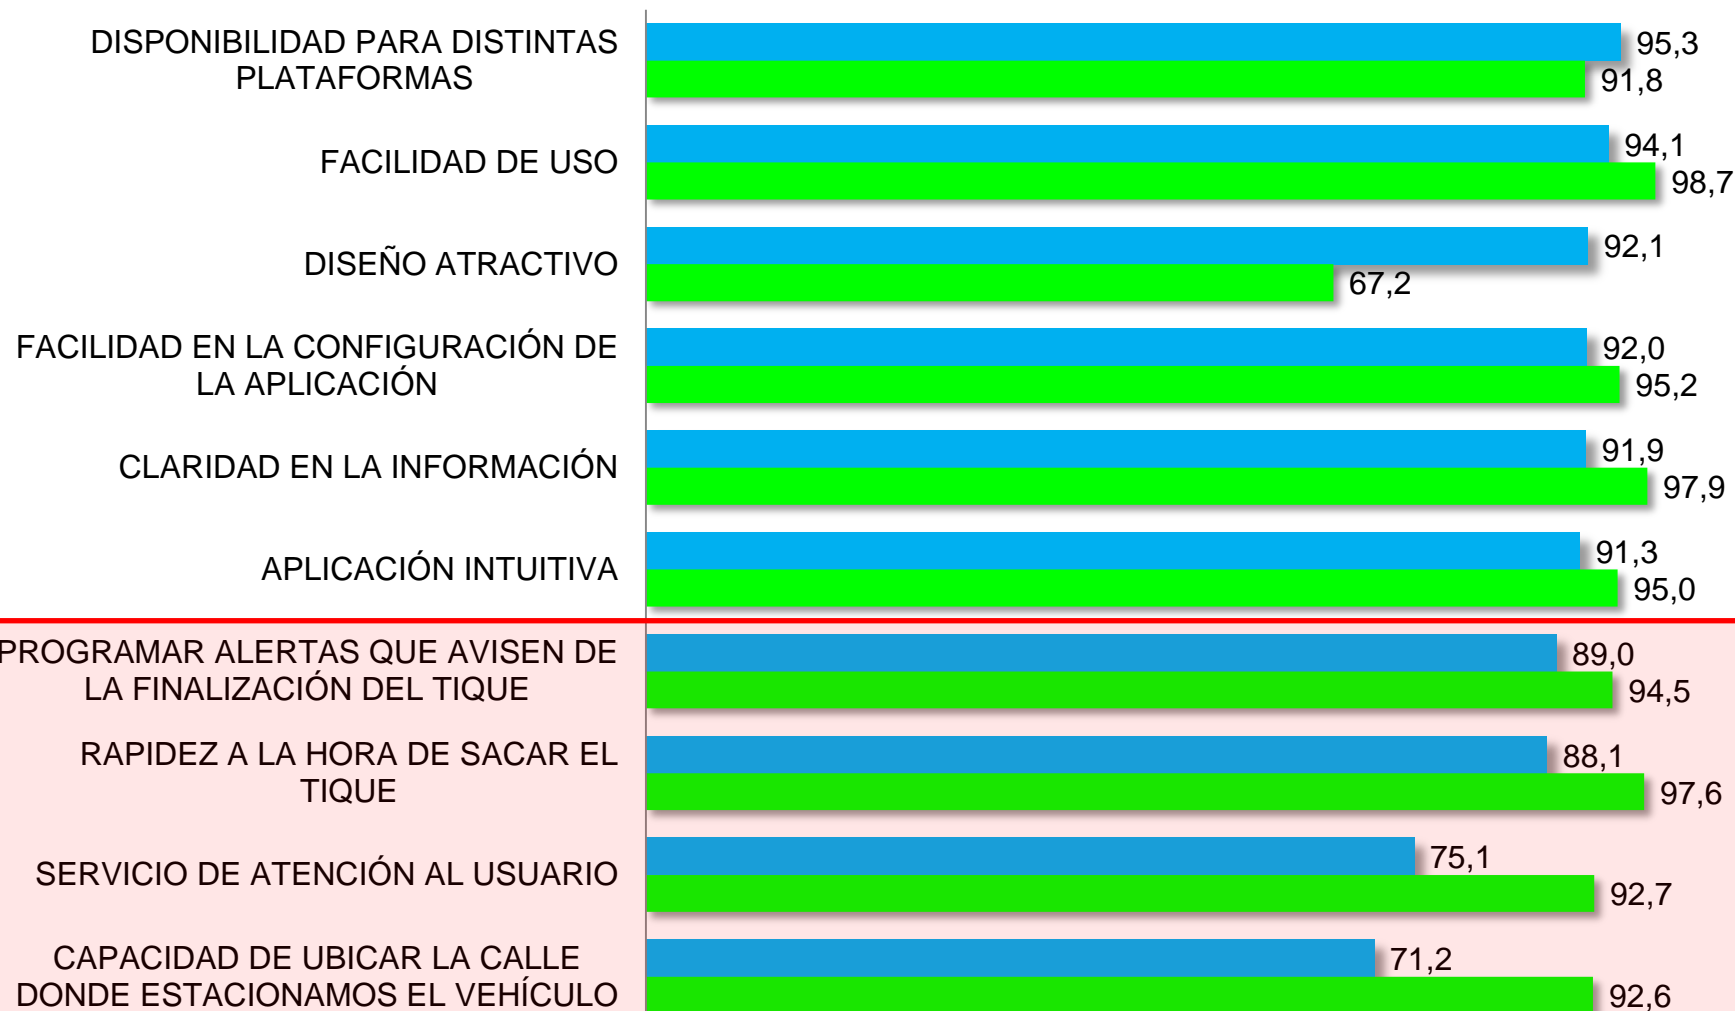 DISPONIBILIDAD PARA DISTINTAS
PLATAFORMAS
95,3
91,8
FACILIDAD DE USO
94,1
98,7
DISEÑO ATRACTIVO
92,1
67,2
FACILIDAD EN LA CONFIGURACIÓN DE
LA APLICACIÓN
92,0
95,2
CLARIDAD EN LA INFORMACIÓN
91,9
97,9
APLICACIÓN INTUITIVA
91,3
95,0
PROGRAMAR ALERTAS QUE AVISEN DE
LA FINALIZACIÓN DEL TIQUE
89,0
94,5
RAPIDEZ A LA HORA DE SACAR EL
TIQUE
88,1
97,6
SERVICIO DE ATENCIÓN AL USUARIO
75,1
92,7
CAPACIDAD DE UBICAR LA CALLE
DONDE ESTACIONAMOS EL VEHÍCULO
71,2
92,6